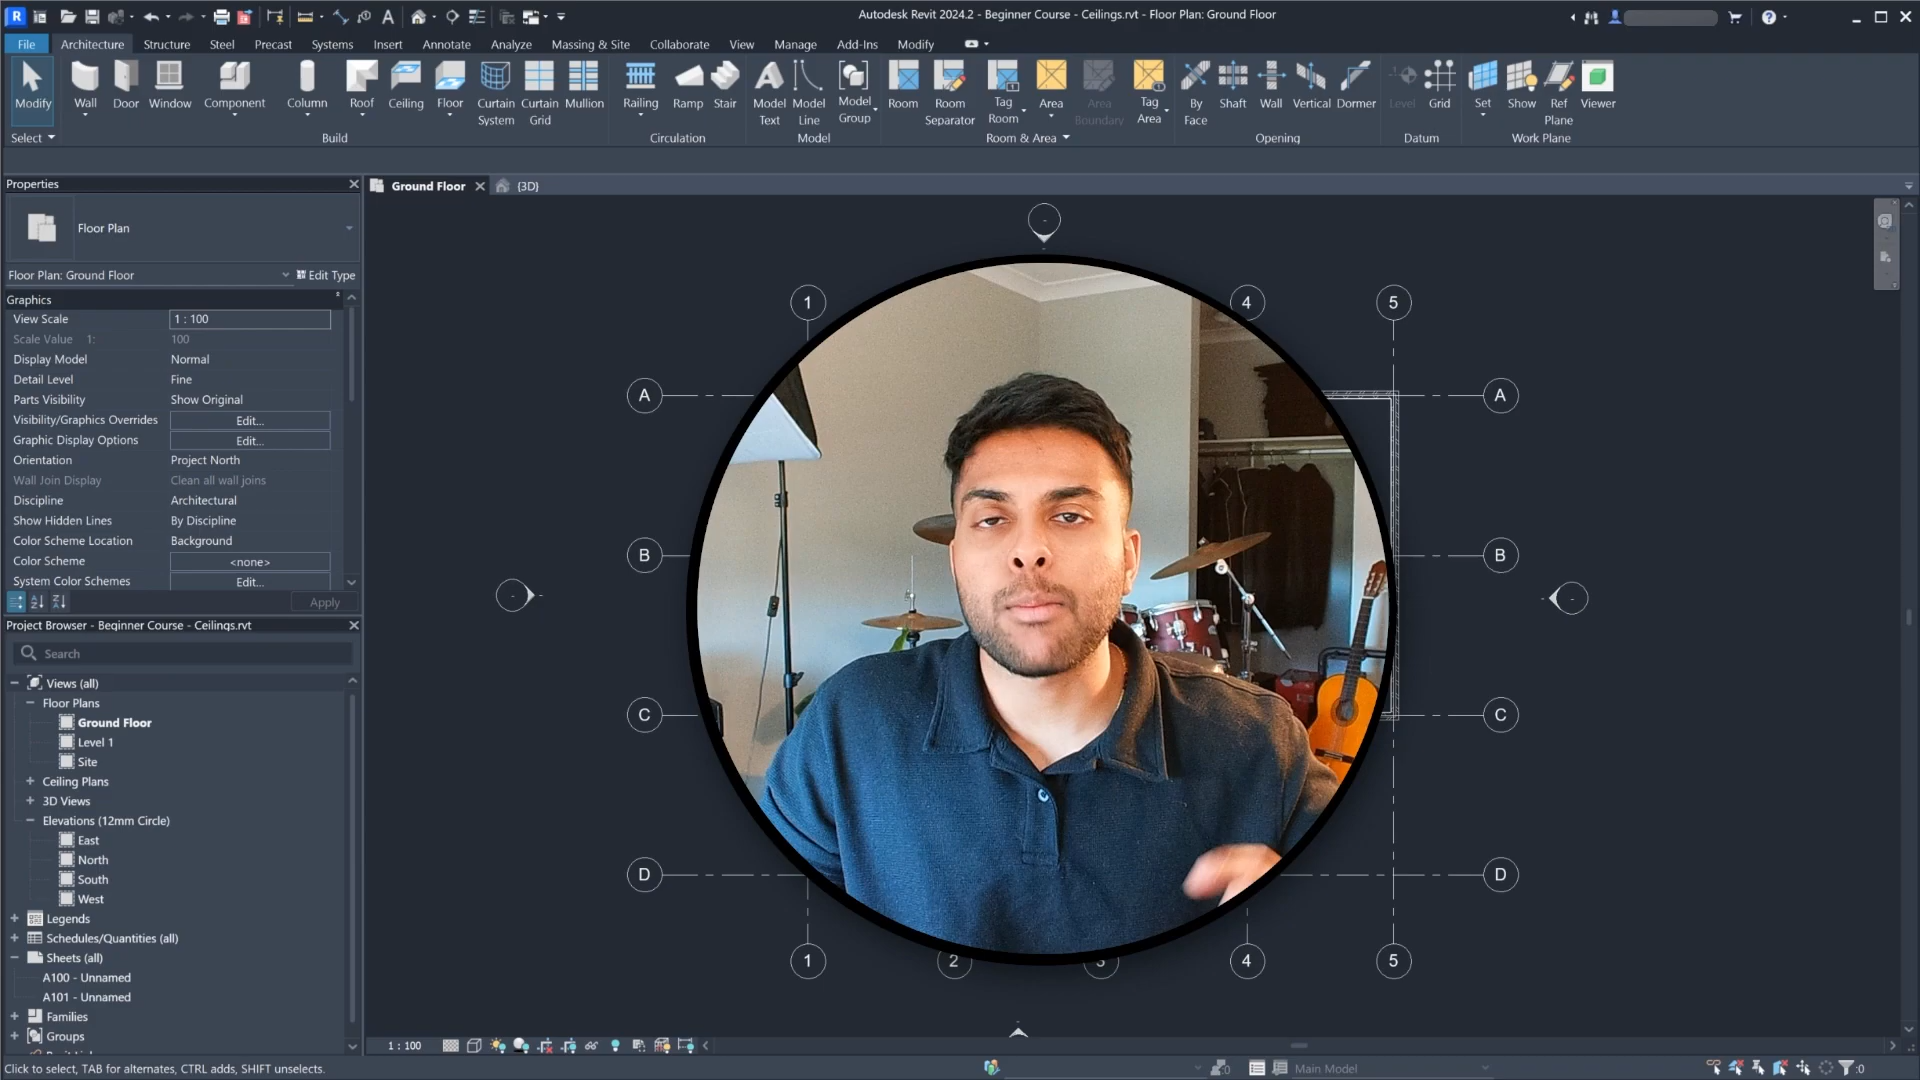 R
Autodesk Revit 2024.2 - Beginner Course - Ceilings.rvt - Floor Plan: Ground Floor
File Architecture Structure Steel Precast Systems Insert Annotate Analyze Massing & Site Collaborate View Manage Add-Ins Modify
Modify Wall Door Window Component Column Roof Ceiling Floor Curtain System Curtain Grid Mullion Railing Ramp Stair Model Text Model Line Model Group Room Room Separator Tag Room Area Area Boundary Tag Area By Face Shaft Wall Vertical Dormer Level Grid Set Show Ref Plane Viewer
Select Build Circulation Model Room & Area Opening Datum Work Plane
Properties
Ground Floor {3D}
Floor Plan
Floor Plan: Ground Floor Edit Type
Graphics
View Scale 1 : 100
Scale Value 1: 100
Display Model Normal
Detail Level Fine
Parts Visibility Show Original
Visibility/Graphics Overrides Edit...
Graphic Display Options Edit...
Orientation Project North
Wall Join Display Clean all wall joins
Discipline Architectural
Show Hidden Lines By Discipline
Color Scheme Location Background
Color Scheme <none>
System Color Schemes Edit...
Apply
Project Browser - Beginner Course - Ceilings.rvt
Search
Views (all)
Floor Plans
Ground Floor
Level 1
Site
Ceiling Plans
3D Views
Elevations (12mm Circle)
East
North
South
West
Legends
Schedules/Quantities (all)
Sheets (all)
A100 - Unnamed
A101 - Unnamed
Families
Groups
1 4 5
A A
B B
C C
D D
1 2 3 4 5
1 : 100
Click to select, TAB for alternates, CTRL adds, SHIFT unselects.
:0
Main Model
:0